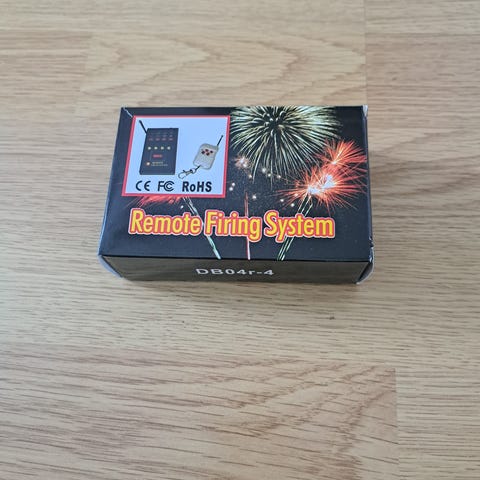 CE FC RoHS
Remote Firing System
DB04r-4